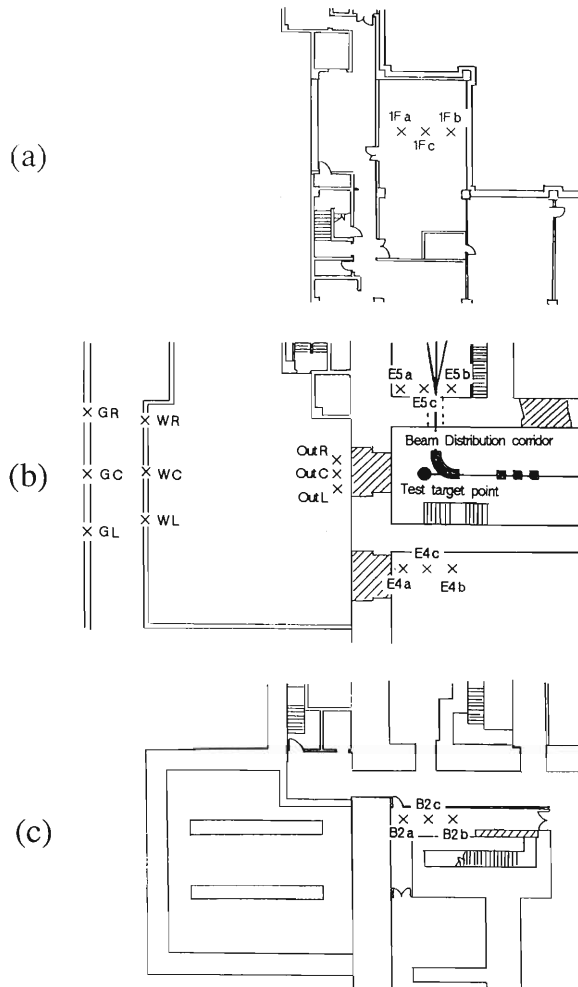 (a)
1F a 1F b
1F c
(b)
E5 a E5 b
E5 c
GR
WR
Beam Distribution corridor
Out R
GC
WC
Out C
Test target point
Out L
GL
WL
E4 c
E4 a E4 b
(c)
B2 c
B2 a B2 b